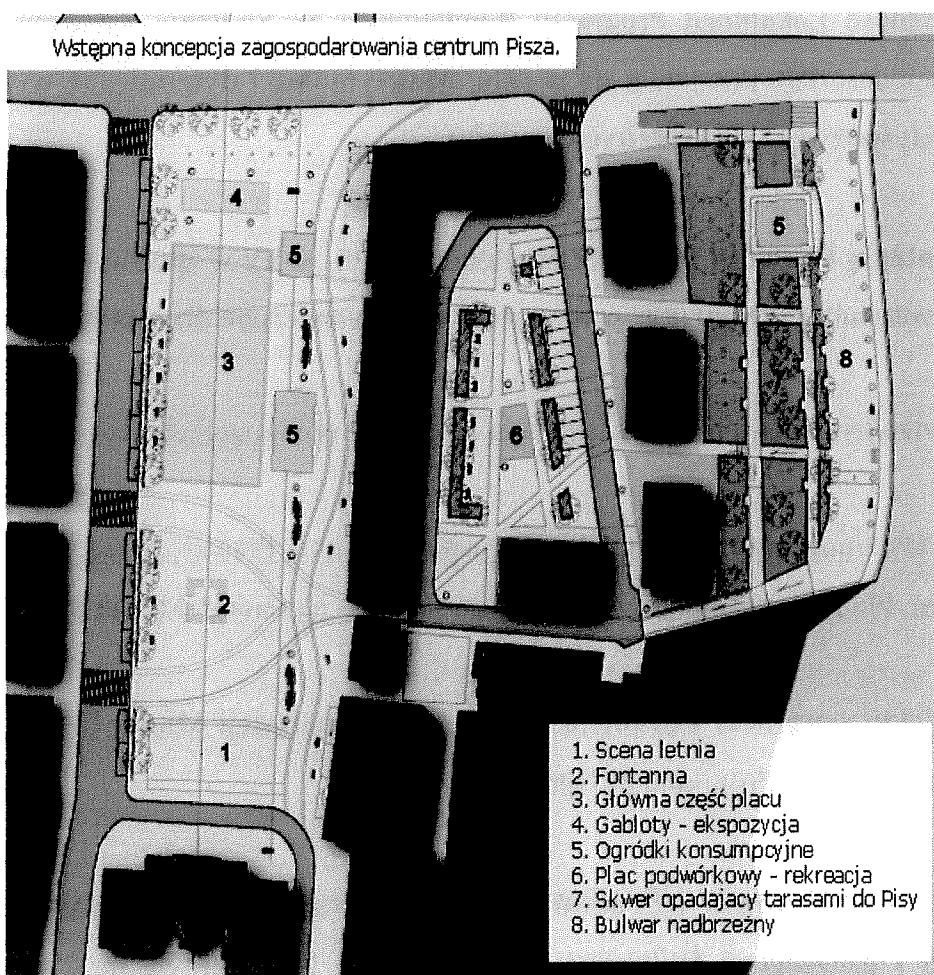 Wstępna koncepcja zagospodarowania centrum Pisza.
4
5
5
3
8
5
6
2
1
1. Scena letnia
2. Fontanna
3. Główna część placu
4. Gabloty - ekspozycja
5. Ogródki konsumpcyjne
6. Plac podwórkowy - rekreacja
7. Skwer opadajacy tarasami do Pisy
8. Bulwar nadbrzeżny